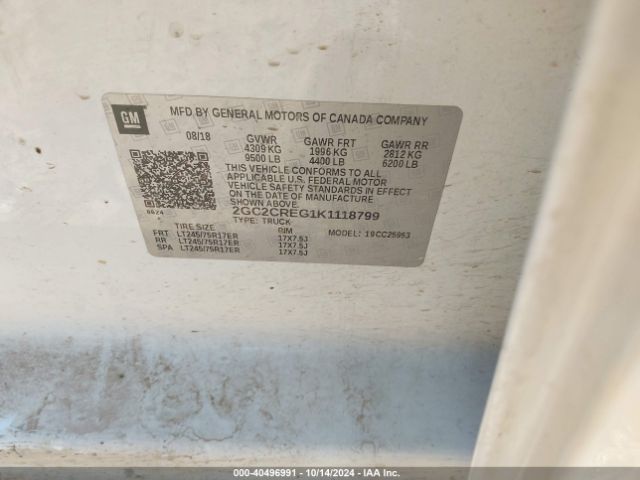 GM
MFD BY GENERAL MOTORS OF CANADA COMPANY
08/18 GVWR GAWR FRT GAWR RR
4309 KG 1996 KG 2812 KG
9500 LB 4400 LB 6200 LB
THIS VEHICLE CONFORMS TO ALL
APPLICABLE U.S. FEDERAL MOTOR
VEHICLE SAFETY STANDARDS IN EFFECT
ON THE DATE OF MANUFACTURE
SHOWN ABOVE.
0624 2GC2CREG1K1118799
TYPE: TRUCK
TIRE SIZE RIM MODEL: 19CC25953
FRT LT245/75R17ER 17X7.5J
RR LT245/75R17ER 17X7.5J
SPA LT245/75R17ER 17X7.5J
000-40496991 - 10/14/2024 - IAA Inc.